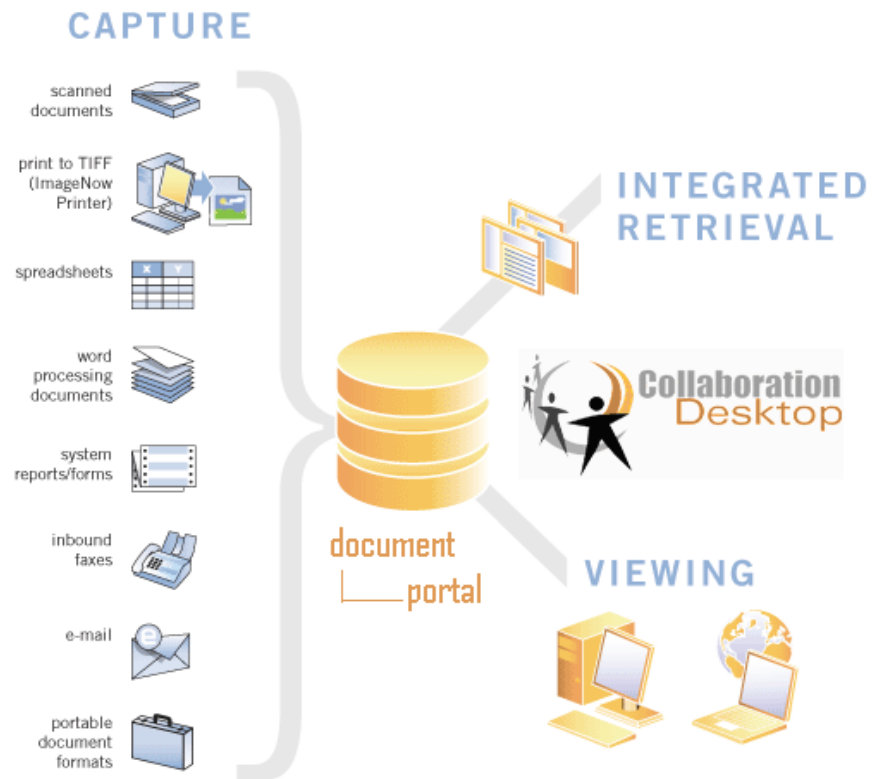 CAPTURE
scanned
documents
print to TIFF
(ImageNow
Printer)
X Y
spreadsheets
word
processing
documents
system
reports/forms
inbound
faxes
e
e-mail
portable
document
formats
document
portal
INTEGRATED
RETRIEVAL
Collaboration
Desktop
VIEWING